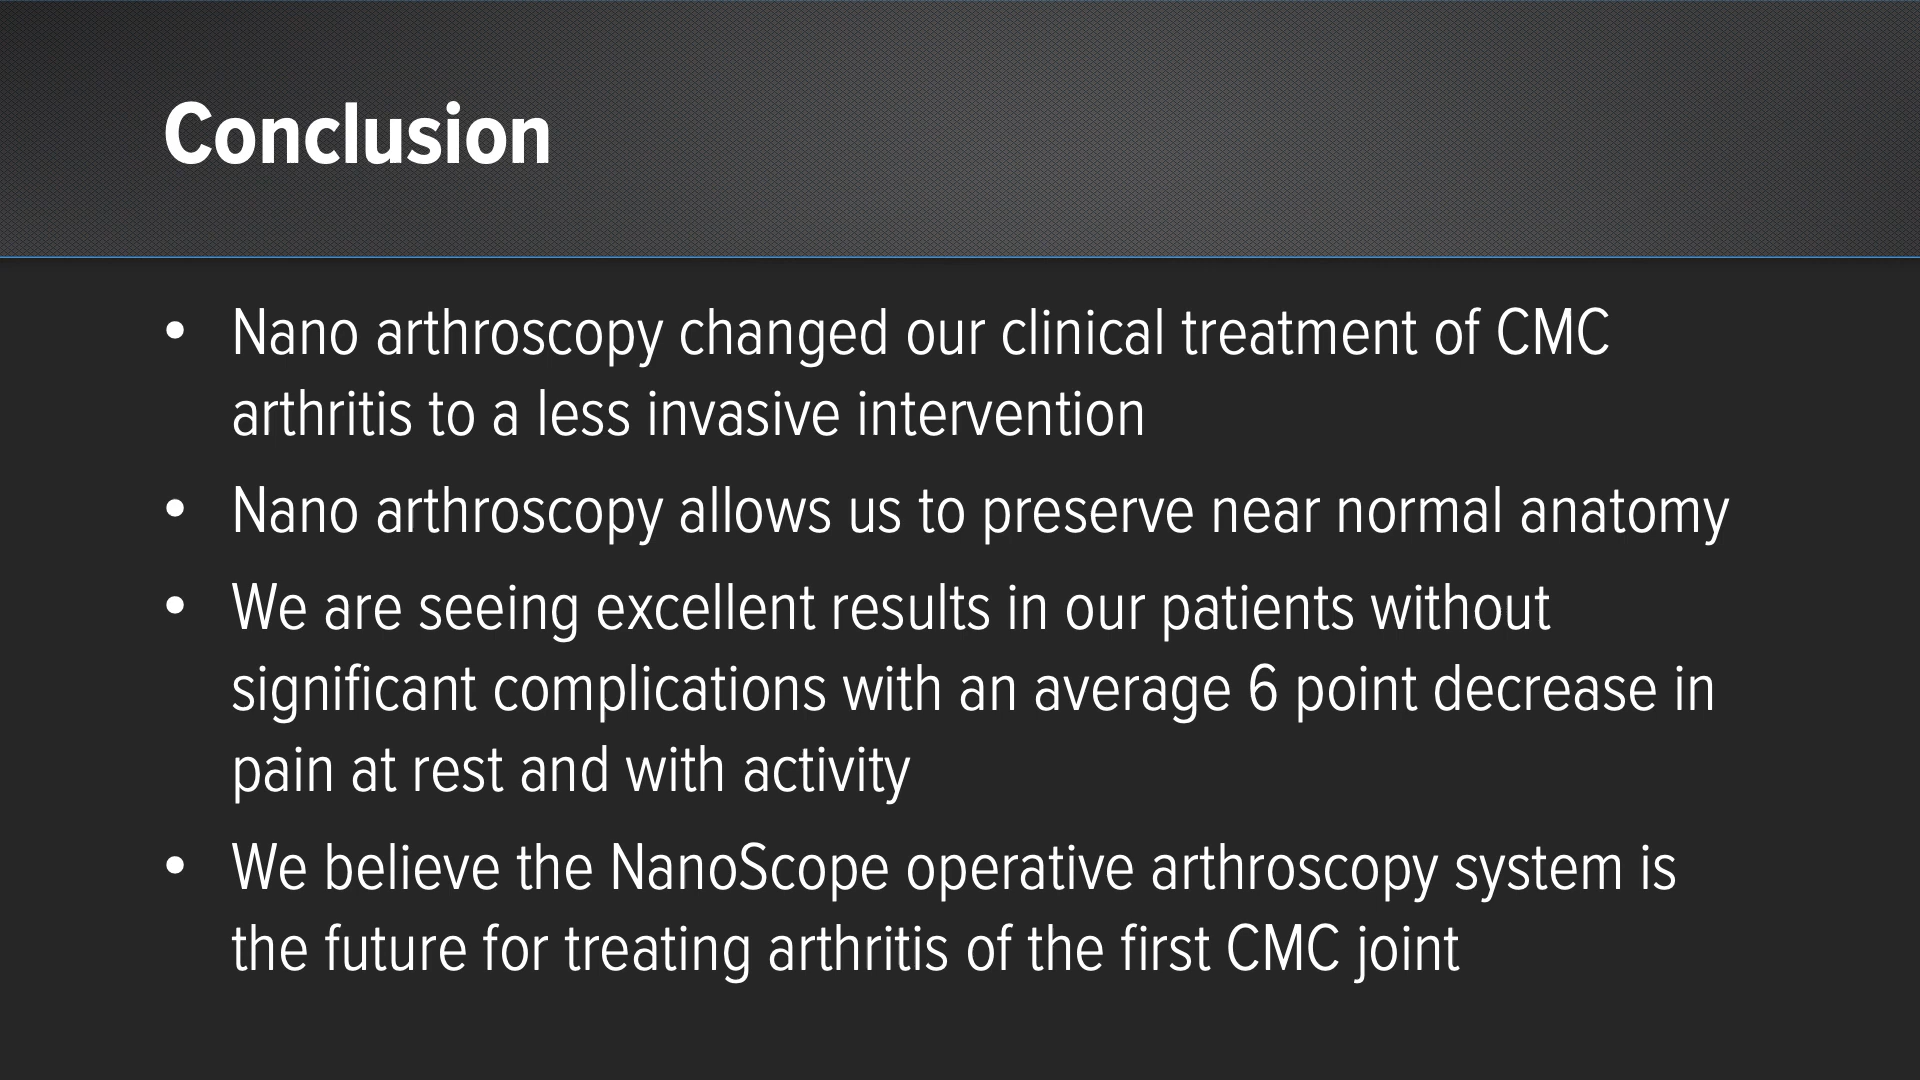 Conclusion
• Nano arthroscopy changed our clinical treatment of CMC
arthritis to a less invasive intervention
• Nano arthroscopy allows us to preserve near normal anatomy
• We are seeing excellent results in our patients without
significant complications with an average 6 point decrease in
pain at rest and with activity
• We believe the NanoScope operative arthroscopy system is
the future for treating arthritis of the first CMC joint